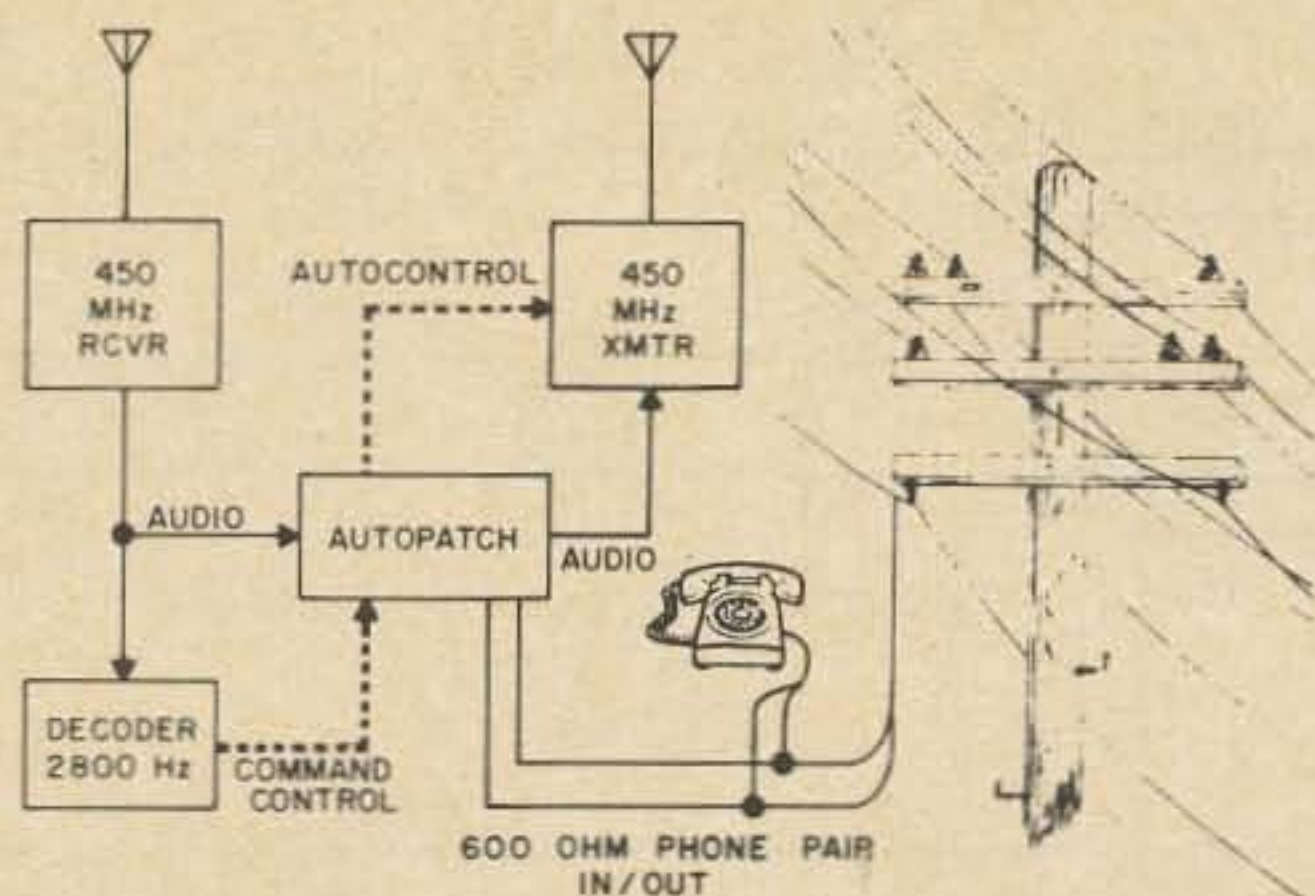 450
MHz
RCVR
AUTOCONTROL
450
MHz
XMTR
AUDIO
AUTOPATCH
AUDIO
DECODER
2800 Hz
COMMAND
CONTROL
600 OHM PHONE PAIR
IN/OUT